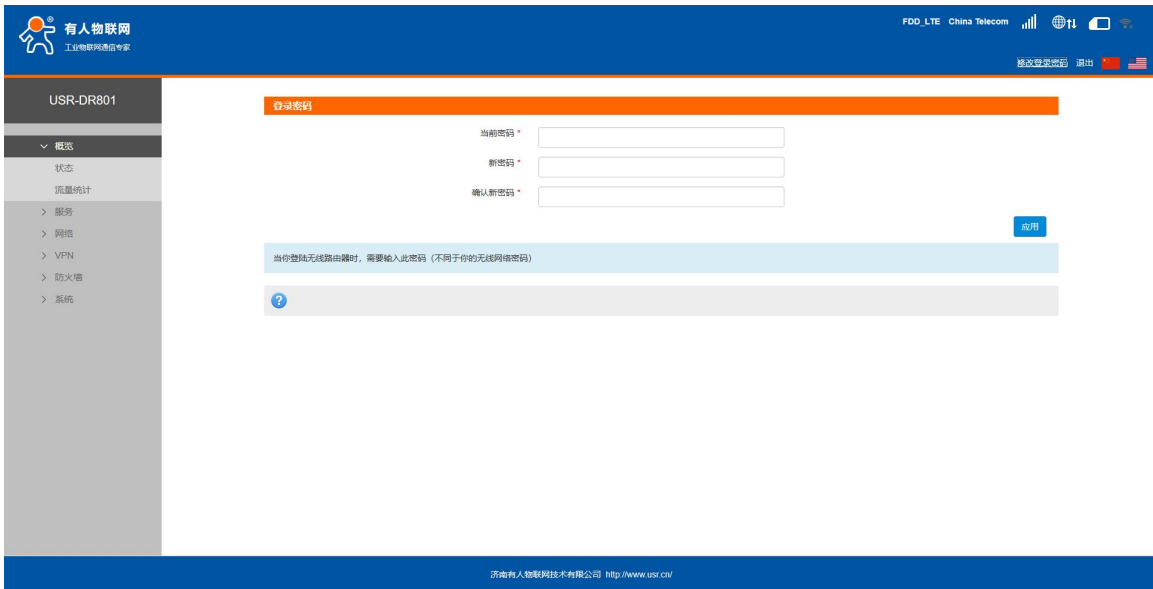 有人物联网
工业物联网通信专家
FDD_LTE China Telecom
修改登录密码 退出
USR-DR801
概览
状态
流量统计
服务
网络
VPN
防火墙
系统
登录密码
当前密码 *
新密码 *
确认新密码 *
应用
当你登陆无线路由器时，需要输入此密码（不同于你的无线网络密码）
济南有人物联网技术有限公司 http://www.usr.cn/